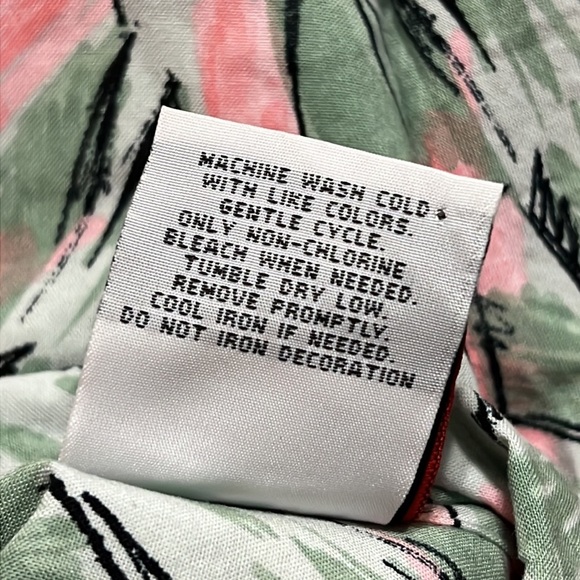 MACHINE WASH COLD
WITH LIKE COLORS.
GENTLE CYCLE.
ONLY NON-CHLORINE
BLEACH WHEN NEEDED.
TUMBLE DRY LOW.
REMOVE PROMPTLY.
COOL IRON IF NEEDED.
DO NOT IRON DECORATION